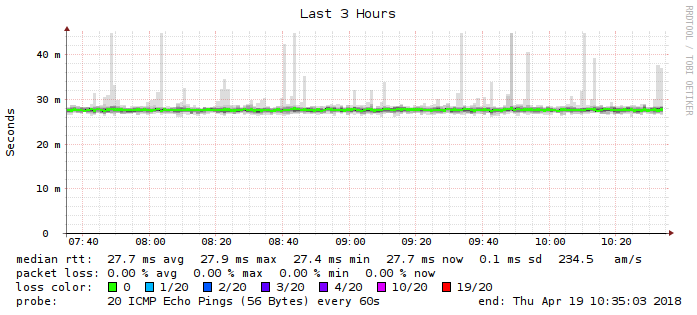 Last 3 Hours
RRDTOOL / TOBI OETIKER
Seconds
40 m
30 m
20 m
10 m
0
07:40 08:00 08:20 08:40 09:00 09:20 09:40 10:00 10:20
median rtt: 27.7 ms avg 27.9 ms max 27.4 ms min 27.7 ms now 0.1 ms sd 234.5 am/s
packet loss: 0.00 % avg 0.00 % max 0.00 % min 0.00 % now
loss color: 0 1/20 2/20 3/20 4/20 10/20 19/20
probe: 20 ICMP Echo Pings (56 Bytes) every 60s end: Thu Apr 19 10:35:03 2018